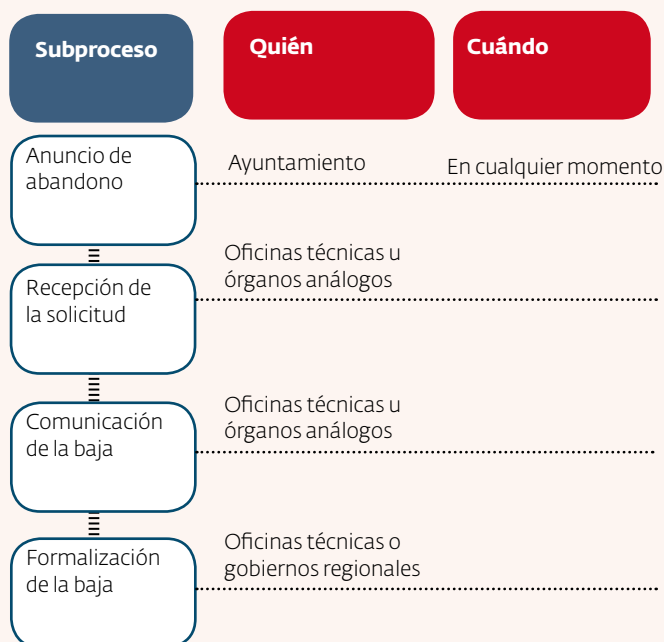 Subproceso
Quién
Cuándo
Anuncio de
abandono
Ayuntamiento
En cualquier momento
Recepción de
la solicitud
Oficinas técnicas u
órganos análogos
Comunicación
de la baja
Oficinas técnicas u
órganos análogos
Formalización
de la baja
Oficinas técnicas o
gobiernos regionales